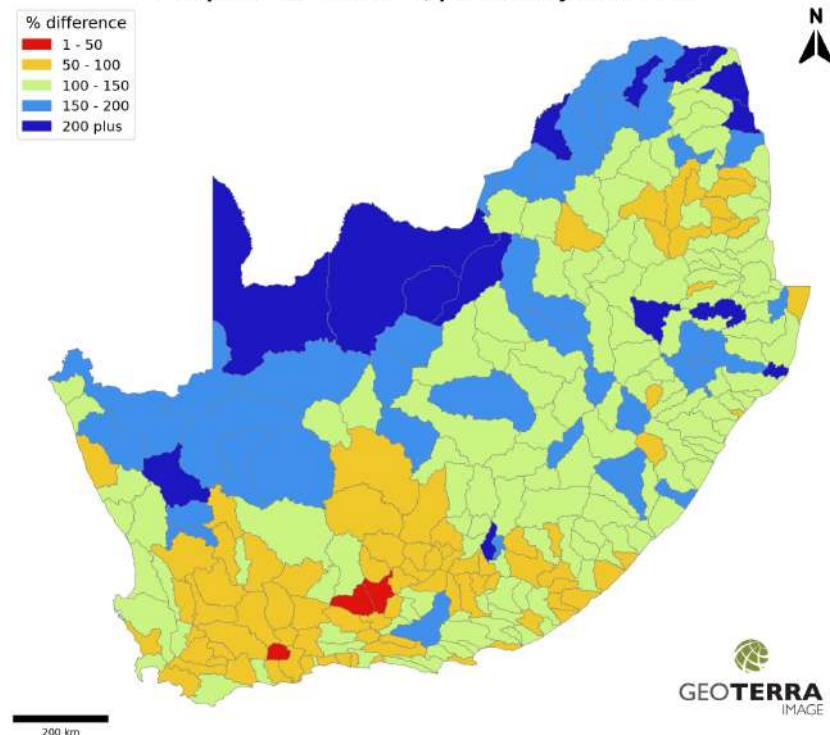 % difference
1 - 50
50 - 100
100 - 150
150 - 200
200 plus
N
GEOTERRA
IMAGE
200 km